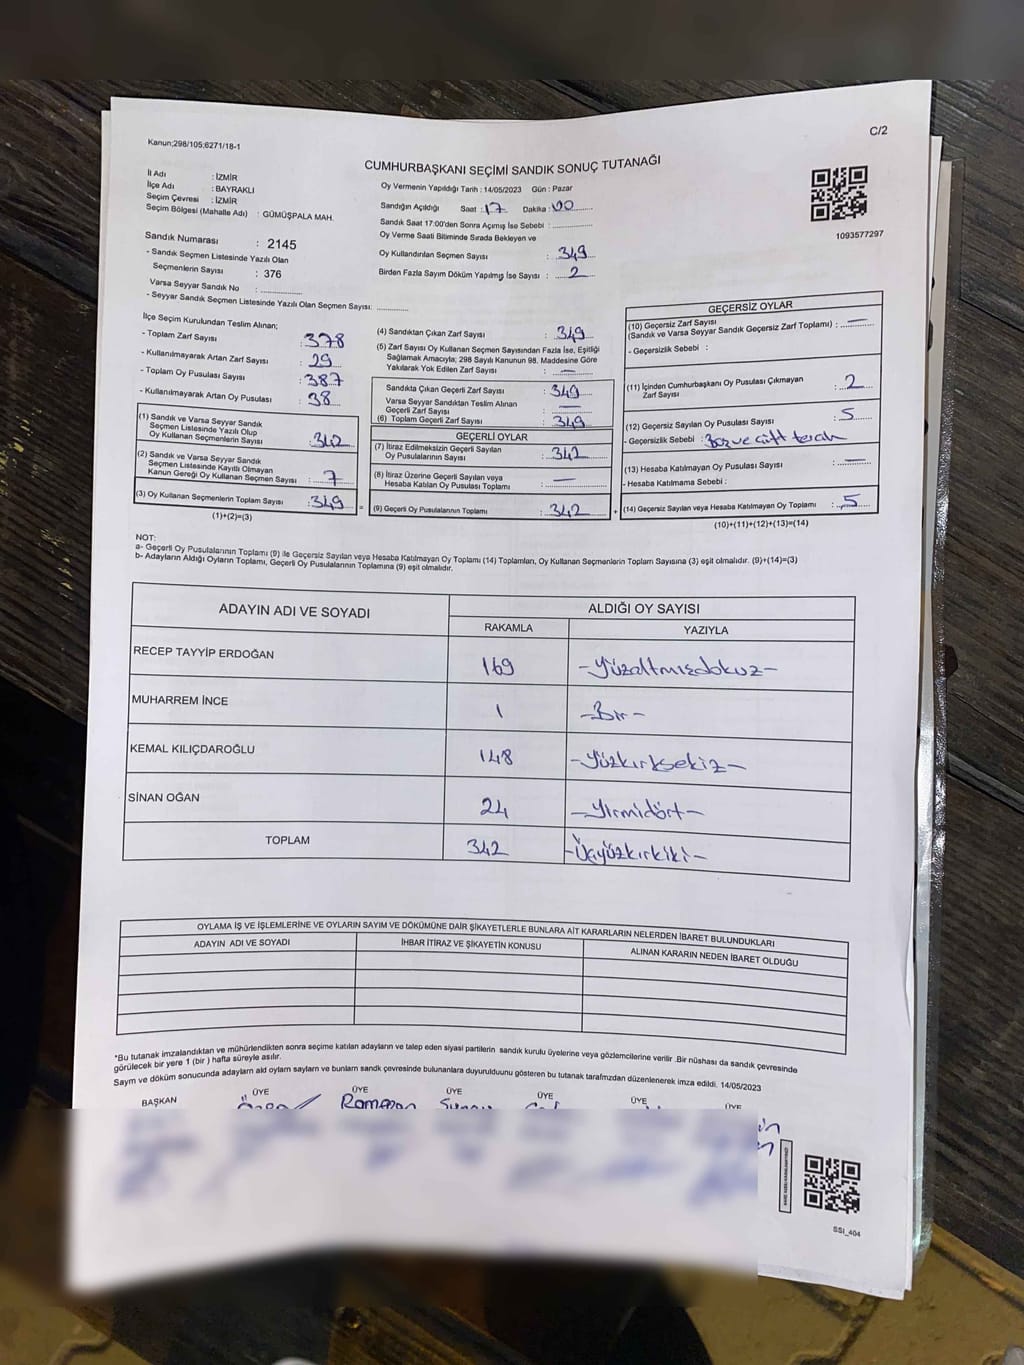 C/2
Kanun;298/105;6271/18-1
CUMHURBAŞKANI SEÇİMİ SANDIK SONUÇ TUTANAĞI
İl Adı : İZMİR
İlçe Adı : BAYRAKLI
Seçim Çevresi : İZMİR
Seçim Bölgesi (Mahalle Adı) : GÜMÜŞPALA MAH.
Sandık Numarası : 2145
- Sandık Seçmen Listesinde Yazılı Olan
Seçmenlerin Sayısı : 376
Varsa Seyyar Sandık No : ..............
- Seyyar Sandık Seçmen Listesinde Yazılı Olan Seçmen Sayısı: ..............
Oy Vermenin Yapıldığı Tarih : 14/05/2023 Gün : Pazar
Sandığın Açıldığı Saat : 17 Dakika : 00
Sandık Saat 17:00'den Sonra Açmış İse Sebebi : ..............
Oy Verme Saati Bitiminde Sırada Bekleyen ve
Oy Kullandırılan Seçmen Sayısı : 349
Birden Fazla Sayım Döküm Yapılmış İse Sayısı : 2
1093577297
İlçe Seçim Kurulundan Teslim Alınan;
- Toplam Zarf Sayısı : 378
- Kullanılmayarak Artan Zarf Sayısı : 29
- Toplam Oy Pusulası Sayısı : 387
- Kullanılmayarak Artan Oy Pusulası : 38
(1) Sandık ve Varsa Seyyar Sandık
Seçmen Listesinde Yazılı Olup
Oy Kullanan Seçmenlerin Sayısı : 342
(2) Sandık ve Varsa Seyyar Sandık
Seçmen Listesinde Kayıtlı Olmayan
Kanun Gereği Oy Kullanan Seçmen Sayısı : 7
(3) Oy Kullanan Seçmenlerin Toplam Sayısı : 349
(1)+(2)=(3)
(4) Sandıktan Çıkan Zarf Sayısı : 349
(5) Zarf Sayısı Oy Kullanan Seçmen Sayısından Fazla İse, Eşitliği
Sağlamak Amacıyla; 298 Sayılı Kanunun 98. Maddesine Göre
Yakılarak Yok Edilen Zarf Sayısı : —
Sandıkta Çıkan Geçerli Zarf Sayısı : 349
Varsa Seyyar Sandıktan Teslim Alınan
Geçerli Zarf Sayısı : —
(6) Toplam Geçerli Zarf Sayısı : 349
GEÇERLİ OYLAR
(7) İtiraz Edilmeksizin Geçerli Sayılan
Oy Pusulalarının Sayısı : 342
(8) İtiraz Üzerine Geçerli Sayılan veya
Hesaba Katılan Oy Pusulası Toplamı : —
= (9) Geçerli Oy Pusulalarının Toplamı : 342 +
GEÇERSİZ OYLAR
(10) Geçersiz Zarf Sayısı
(Sandık ve Varsa Seyyar Sandık Geçersiz Zarf Toplamı) : —
- Geçersizlik Sebebi :
(11) İçinden Cumhurbaşkanı Oy Pusulası Çıkmayan
Zarf Sayısı : 2
(12) Geçersiz Sayılan Oy Pusulası Sayısı : 5
- Geçersizlik Sebebi : Boş ve çift tercih
(13) Hesaba Katılmayan Oy Pusulası Sayısı : —
- Hesaba Katılmama Sebebi :
(14) Geçersiz Sayılan veya Hesaba Katılmayan Oy Toplamı : 5
(10)+(11)+(12)+(13)=(14)
NOT:
a- Geçerli Oy Pusulalarının Toplamı (9) ile Geçersiz Sayılan veya Hesaba Katılmayan Oy Toplamı (14) Toplamları, Oy Kullanan Seçmenlerin Toplam Sayısına (3) eşit olmalıdır. (9)+(14)=(3)
b- Adayların Aldığı Oyların Toplamı, Geçerli Oy Pusulalarının Toplamına (9) eşit olmalıdır.
ADAYIN ADI VE SOYADI ALDIĞI OY SAYISI
RAKAMLA YAZIYLA
RECEP TAYYİP ERDOĞAN 169 -Yüzaltmışdokuz-
MUHARREM İNCE 1 -Bir-
KEMAL KILIÇDAROĞLU 148 -Yüzkırksekiz-
SİNAN OĞAN 24 -Yirmidört-
TOPLAM 342 -Üçyüzkırkiki-
OYLAMA İŞ VE İŞLEMLERİNE VE OYLARIN SAYIM VE DÖKÜMÜNE DAİR ŞİKAYETLERLE BUNLARA AİT KARARLARIN NELERDEN İBARET BULUNDUKLARI
ADAYIN ADI VE SOYADI İHBAR İTİRAZ VE ŞİKAYETİN KONUSU ALINAN KARARIN NEDEN İBARET OLDUĞU
*Bu tutanak imzalandıktan ve mühürlendikten sonra seçime katılan adayların ve talep eden siyasi partilerin sandık kurulu üyelerine veya gözlemcilerine verilir .Bir nüshası da sandık çevresinde
görülecek bir yere 1 (bir ) hafta süreyle asılır.
Sayım ve döküm sonucunda adayların ald oyların sayları ve bunların sandık çevresinde bulunanlara duyurulduunu gösteren bu tutanak tarafmzdan düzenlenerek imza edildi. 14/05/2023
BAŞKAN ÜYE ÜYE ÜYE ÜYE ÜYE ÜYE
Ramazan
SSI_404